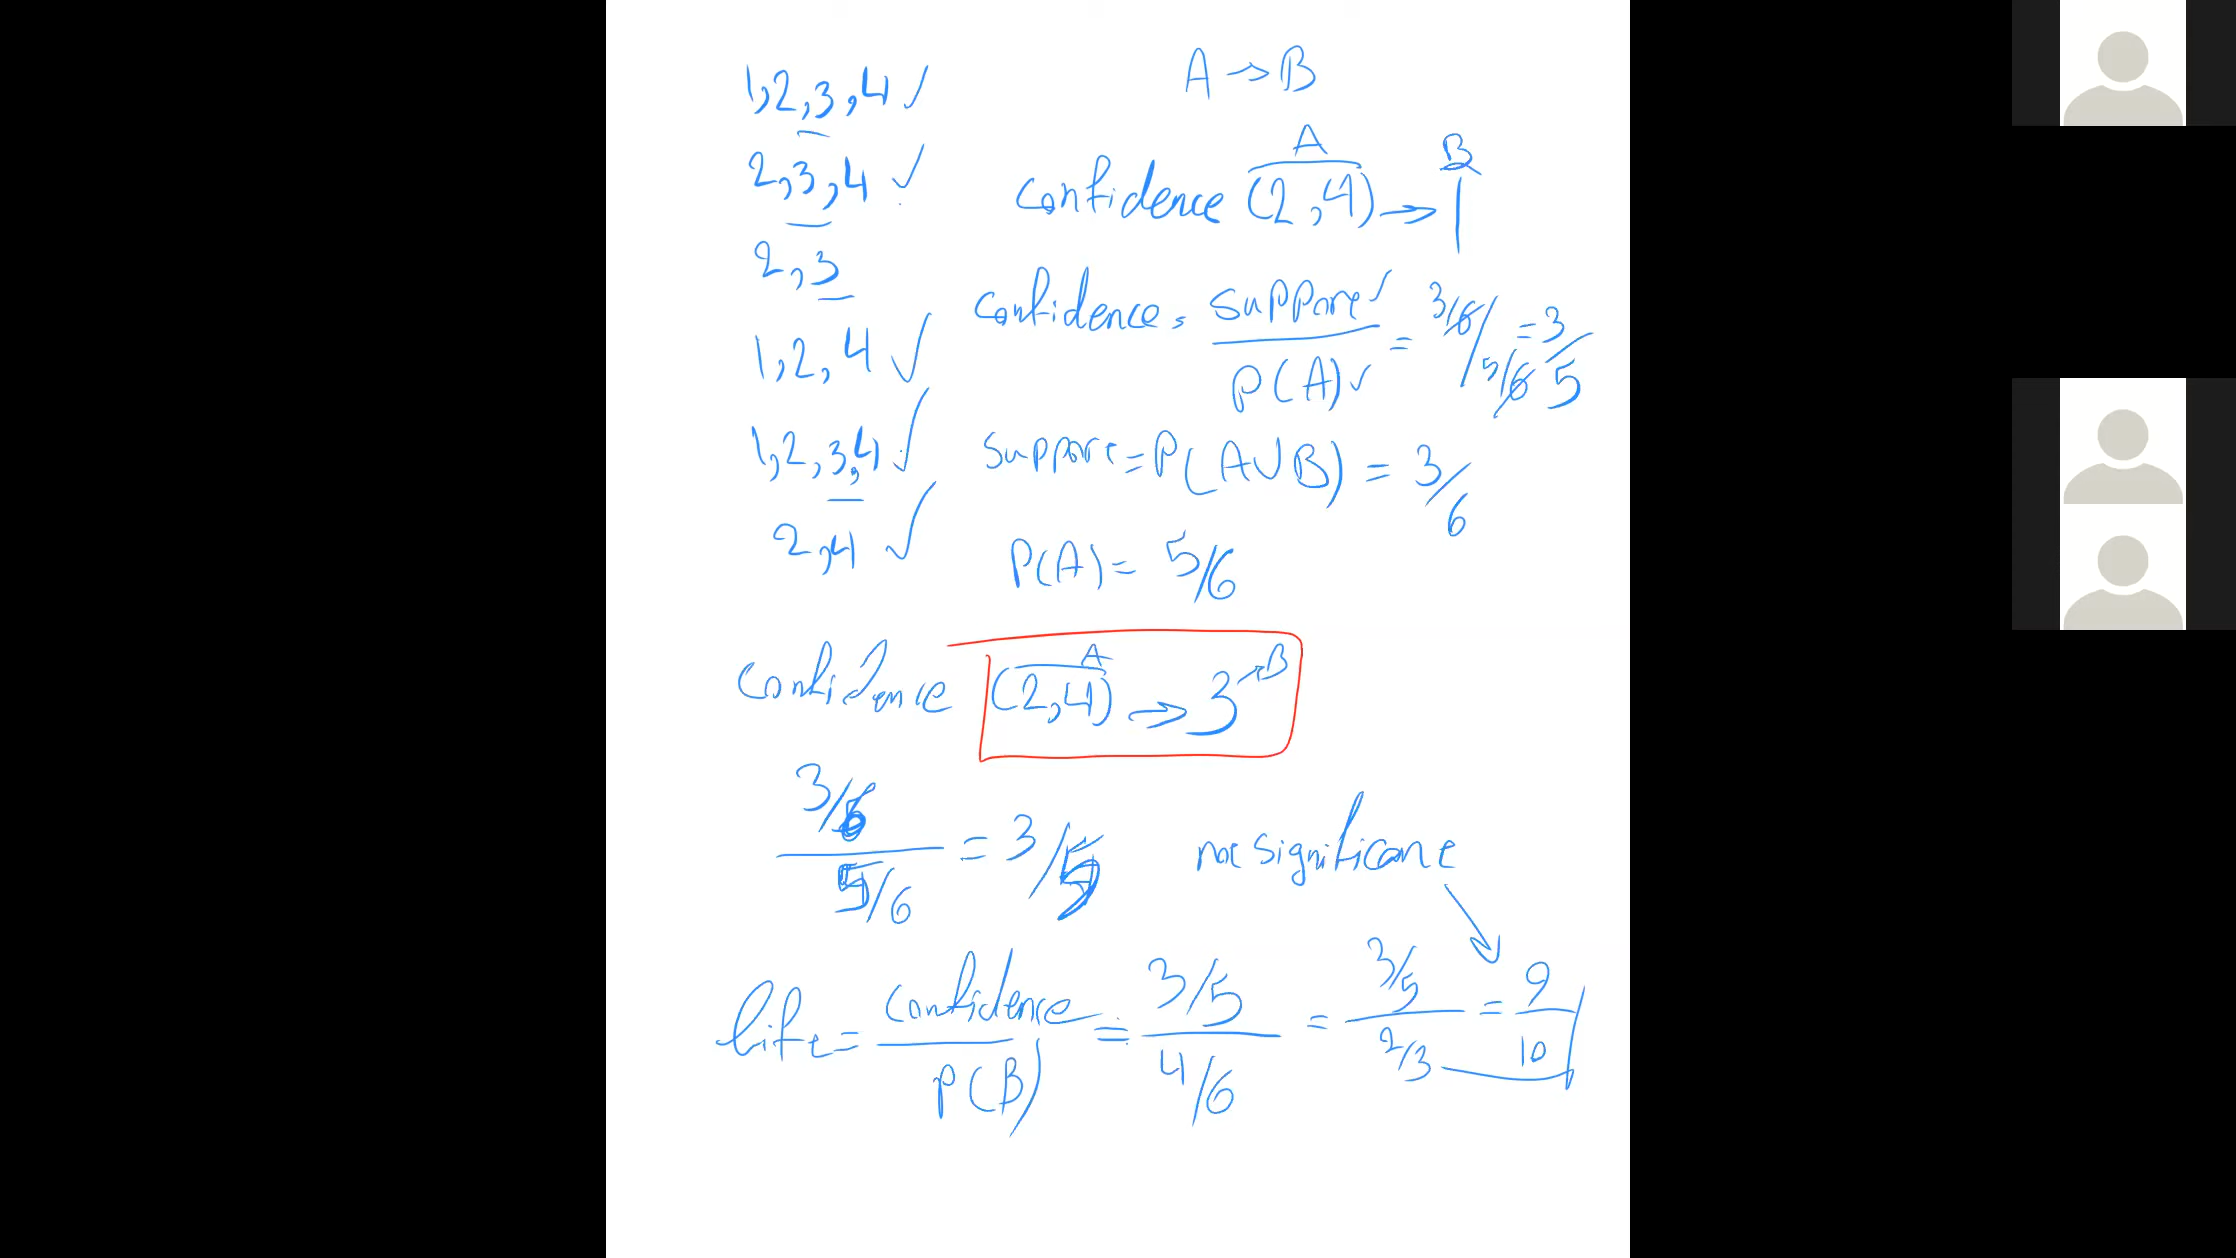 1,2,3,4 ✓
2,3,4 ✓
2,3
1,2,4 ✓
1,2,3,4 ✓
2,4 ✓
A → B
A B
confidence (2,4) → 1
confidence = support ✓ / P(A) ✓ = 3/6 / 5/6 = 3/5
support = P(A∪B) = 3/6
P(A) = 5/6
A
confidence (2,4) → 3 → B
3/6 / 5/6 = 3/5
not significant
lift = confidence / P(B) = 3/5 / 4/6 = 3/5 / 2/3 = 9/10